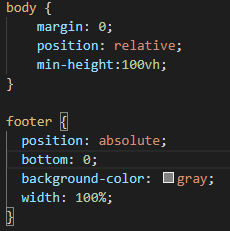 body {
    margin: 0;
    position: relative;
    min-height:100vh;
}

footer {
  position: absolute;
  bottom: 0;
  background-color: gray;
  width: 100%;
}